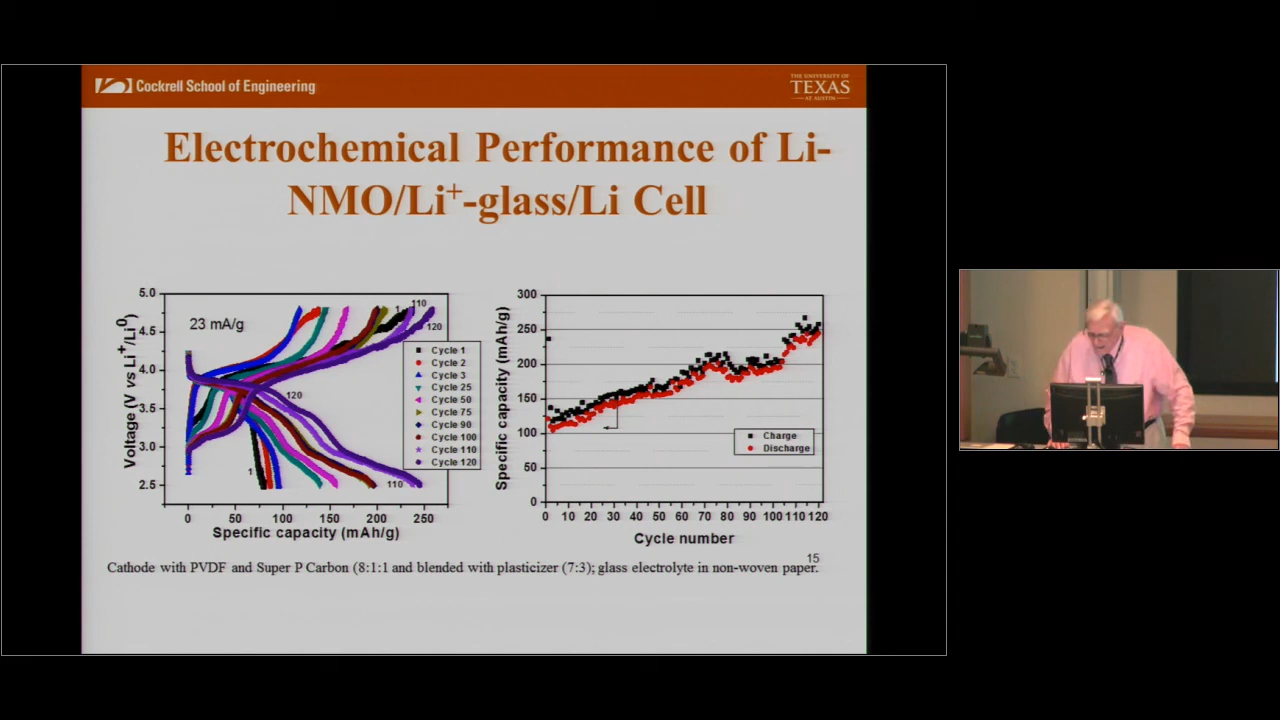 Cockrell School of Engineering
THE UNIVERSITY OF
TEXAS
AT AUSTIN
Electrochemical Performance of Li-
NMO/Li⁺-glass/Li Cell
5.0
4.5
4.0
3.5
3.0
2.5
Voltage (V vs Li⁺/Li⁰)
23 mA/g
1
110
120
120
1
110
Cycle 1
Cycle 2
Cycle 3
Cycle 25
Cycle 50
Cycle 75
Cycle 90
Cycle 100
Cycle 110
Cycle 120
0 50 100 150 200 250
Specific capacity (mAh/g)
300
250
200
150
100
50
0
Specific capacity (mAh/g)
Charge
Discharge
0 10 20 30 40 50 60 70 80 90 100 110 120
Cycle number
15
Cathode with PVDF and Super P Carbon (8:1:1 and blended with plasticizer (7:3); glass electrolyte in non-woven paper.